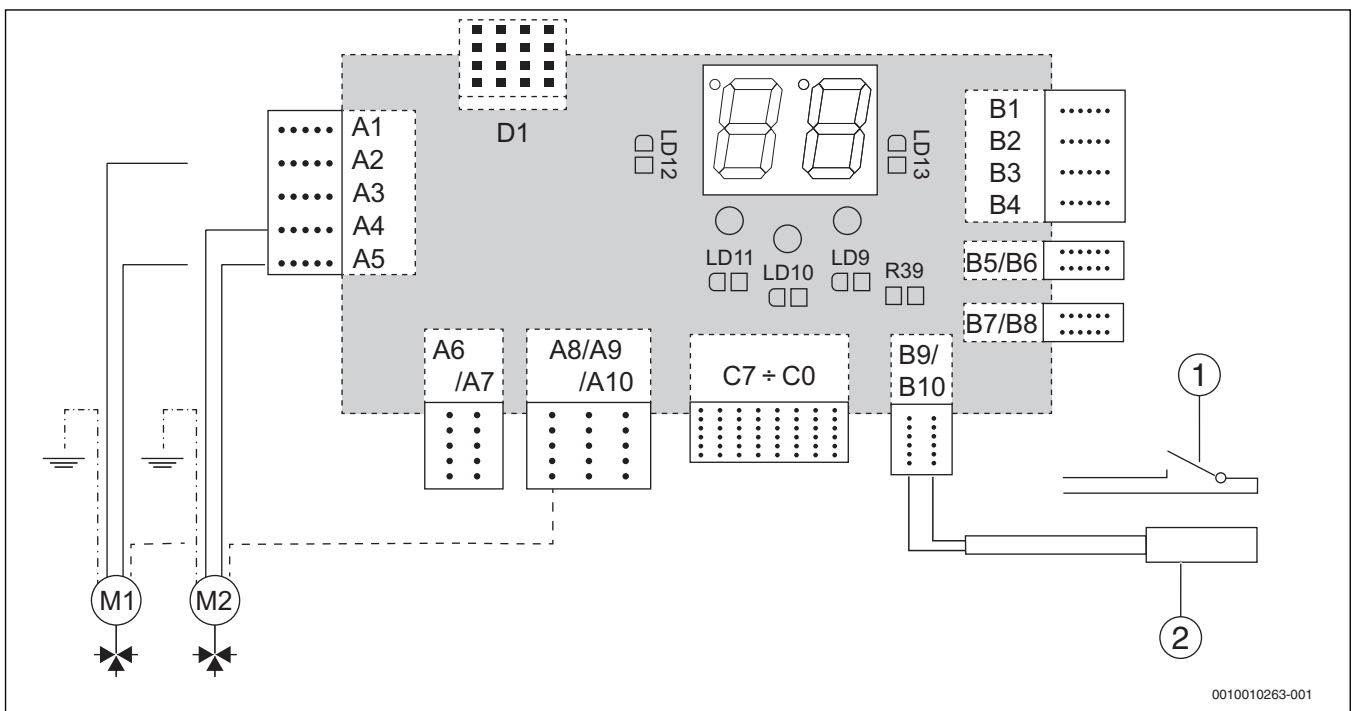 D1
A1
A2
A3
A4
A5
LD12
LD13
LD11
LD10
LD9
R39
B1
B2
B3
B4
B5/B6
B7/B8
A6
/A7
A8/A9
/A10
C7 ÷ C0
B9/
B10
1
2
M1
M2
0010010263-001